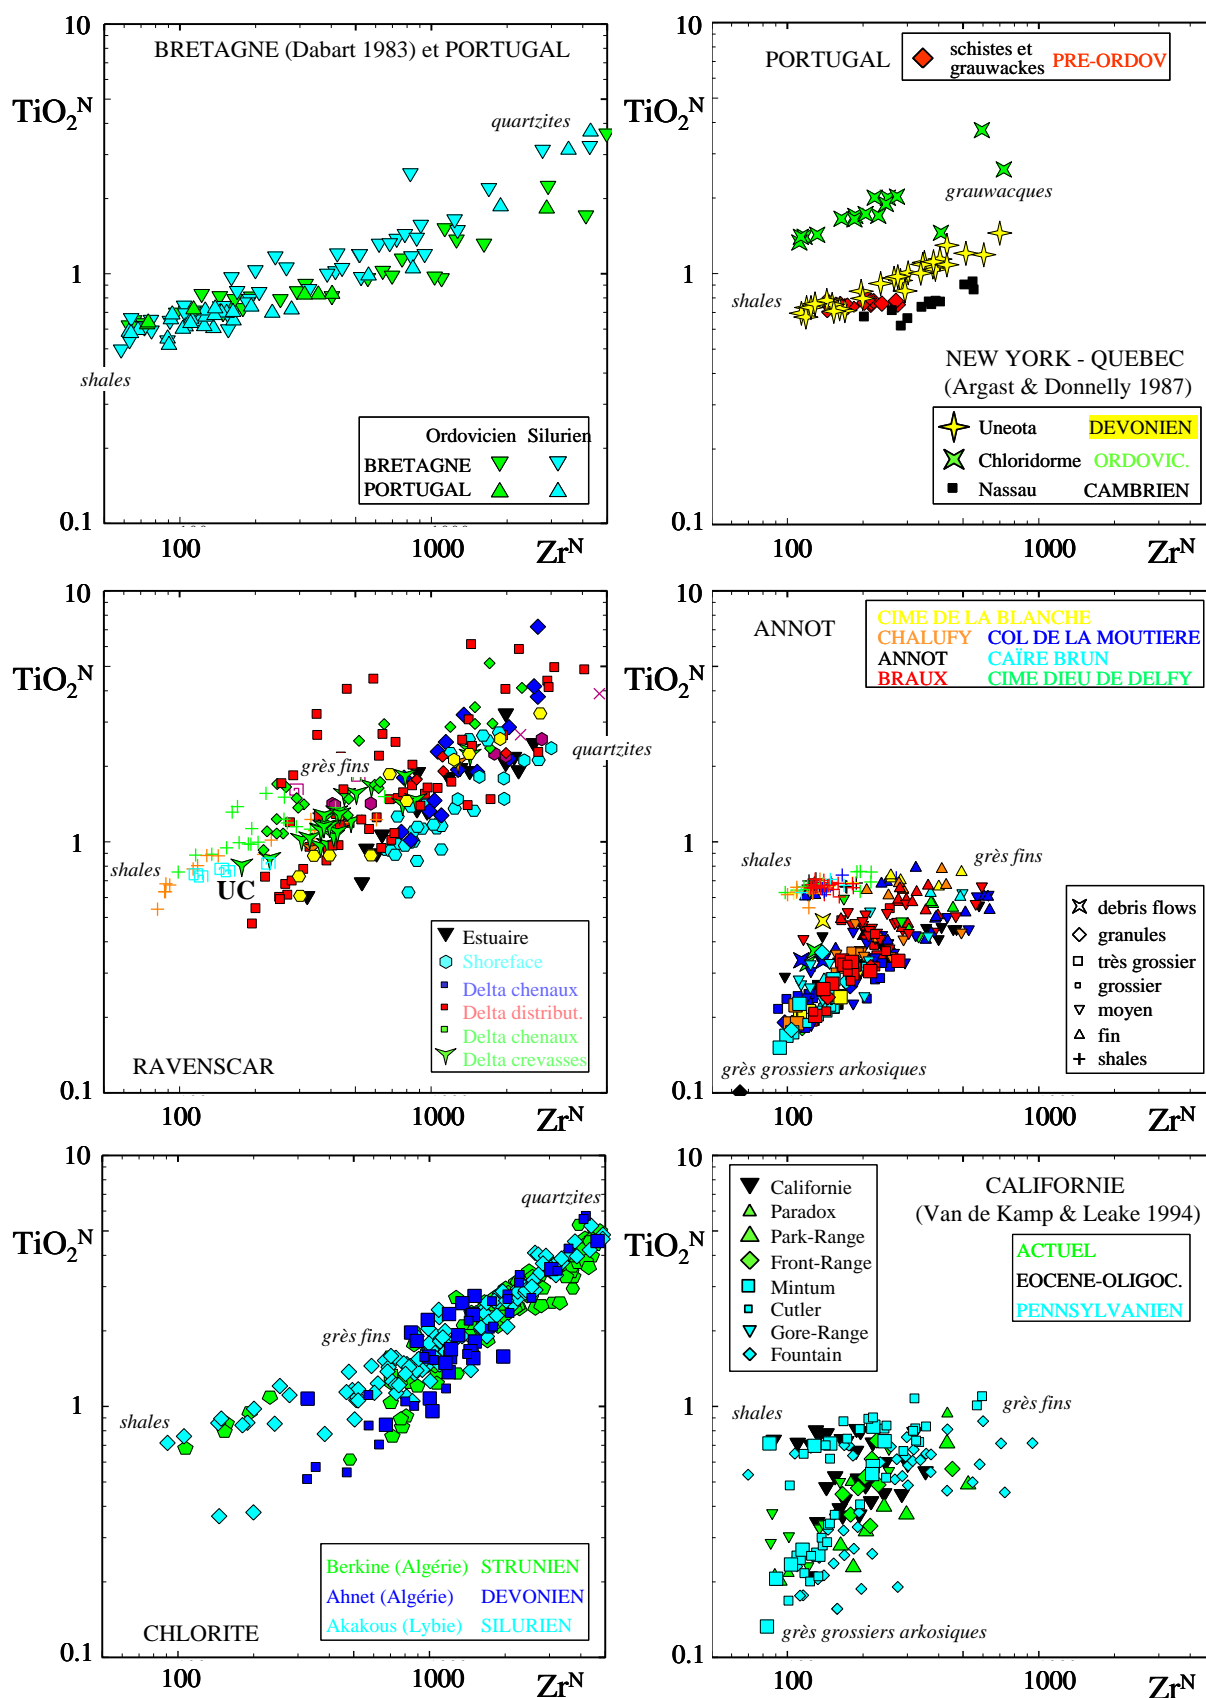 10
BRETAGNE (Dabart 1983) et PORTUGAL
TiO2N
quartzites
1
shales
Ordovicien Silurien
BRETAGNE
PORTUGAL
0.1
100 1000
ZrN
10
PORTUGAL
schistes et
grauwackes PRE-ORDOV
TiO2N
grauwacques
1
shales
NEW YORK - QUEBEC
(Argast & Donnelly 1987)
Uneota DEVONIEN
Chloridorme ORDOVIC.
Nassau CAMBRIEN
0.1
100 1000
ZrN
10
TiO2N
quartzites
grès fins
1
shales
UC
Estuaire
Shoreface
Delta chenaux
Delta distribut.
Delta chenaux
Delta crevasses
RAVENSCAR
0.1
100 1000
ZrN
10
ANNOT
CIME DE LA BLANCHE
CHALUFY COL DE LA MOUTIERE
ANNOT CAÏRE BRUN
BRAUX CIME DIEU DE DELFY
TiO2N
1
shales
grès fins
debris flows
granules
très grossier
grossier
moyen
fin
shales
grès grossiers arkosiques
0.1
100 1000
ZrN
10
quartzites
TiO2N
grès fins
1
shales
Berkine (Algérie) STRUNIEN
Ahnet (Algérie) DEVONIEN
Akakous (Lybie) SILURIEN
CHLORITE
0.1
100 1000
ZrN
10
Californie
Paradox
Park-Range
Front-Range
Mintum
Cutler
Gore-Range
Fountain
CALIFORNIE
(Van de Kamp & Leake 1994)
TiO2N
ACTUEL
EOCENE-OLIGOC.
PENNSYLVANIEN
1
shales
grès fins
grès grossiers arkosiques
0.1
100 1000
ZrN